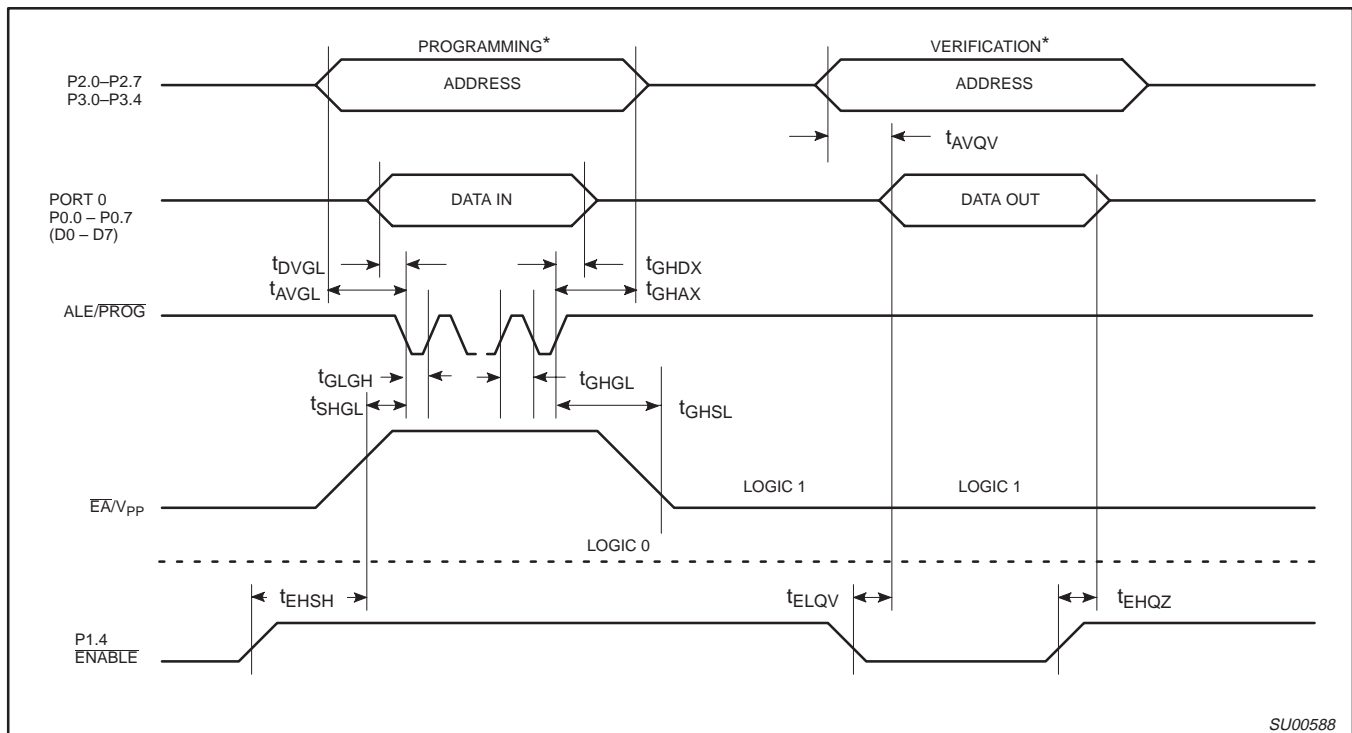 PROGRAMMING*
VERIFICATION*
P2.0–P2.7
P3.0–P3.4
ADDRESS
ADDRESS
tAVQV
PORT 0
P0.0 – P0.7
(D0 – D7)
DATA IN
DATA OUT
tDVGL
tGHDX
tAVGL
tGHAX
ALE/PROG
tGLGH
tGHGL
tSHGL
tGHSL
LOGIC 1
LOGIC 1
EA/VPP
LOGIC 0
tEHSH
tELQV
tEHQZ
P1.4
ENABLE
SU00588